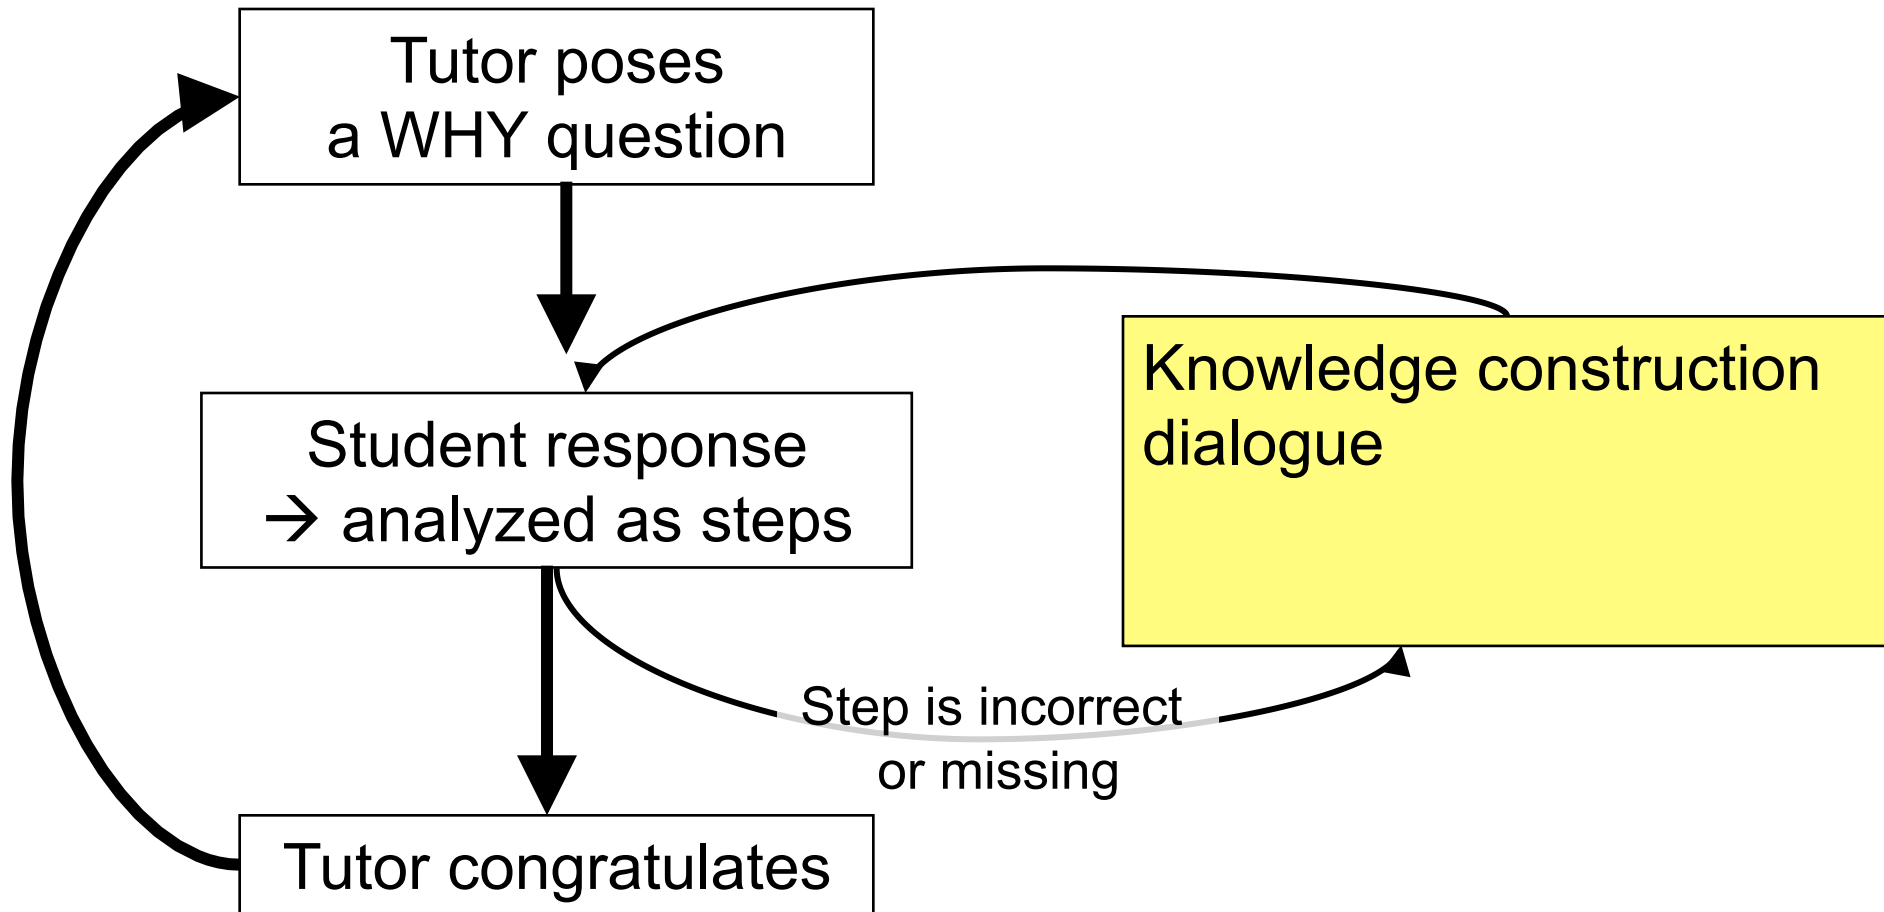 Tutor poses
a WHY question
Knowledge construction
dialogue
Student response
→ analyzed as steps
Step is incorrect
or missing
Tutor congratulates